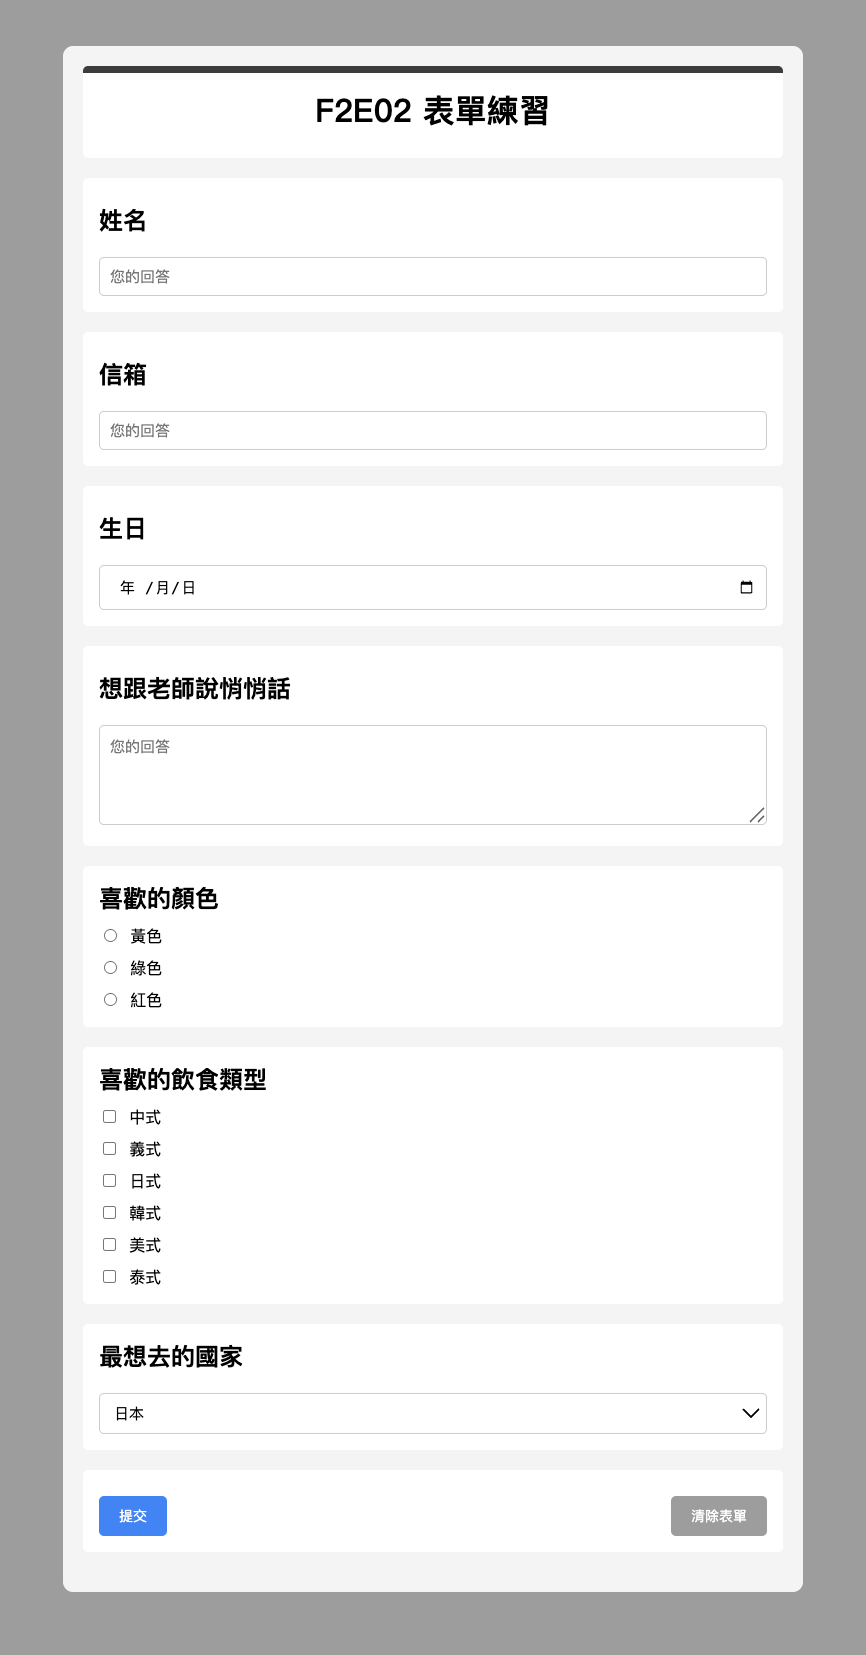 F2E02 表單練習
姓名
您的回答
信箱
您的回答
生日
年 /月/日
想跟老師說悄悄話
您的回答
喜歡的顏色
黃色
綠色
紅色
喜歡的飲食類型
中式
義式
日式
韓式
美式
泰式
最想去的國家
日本
提交
清除表單